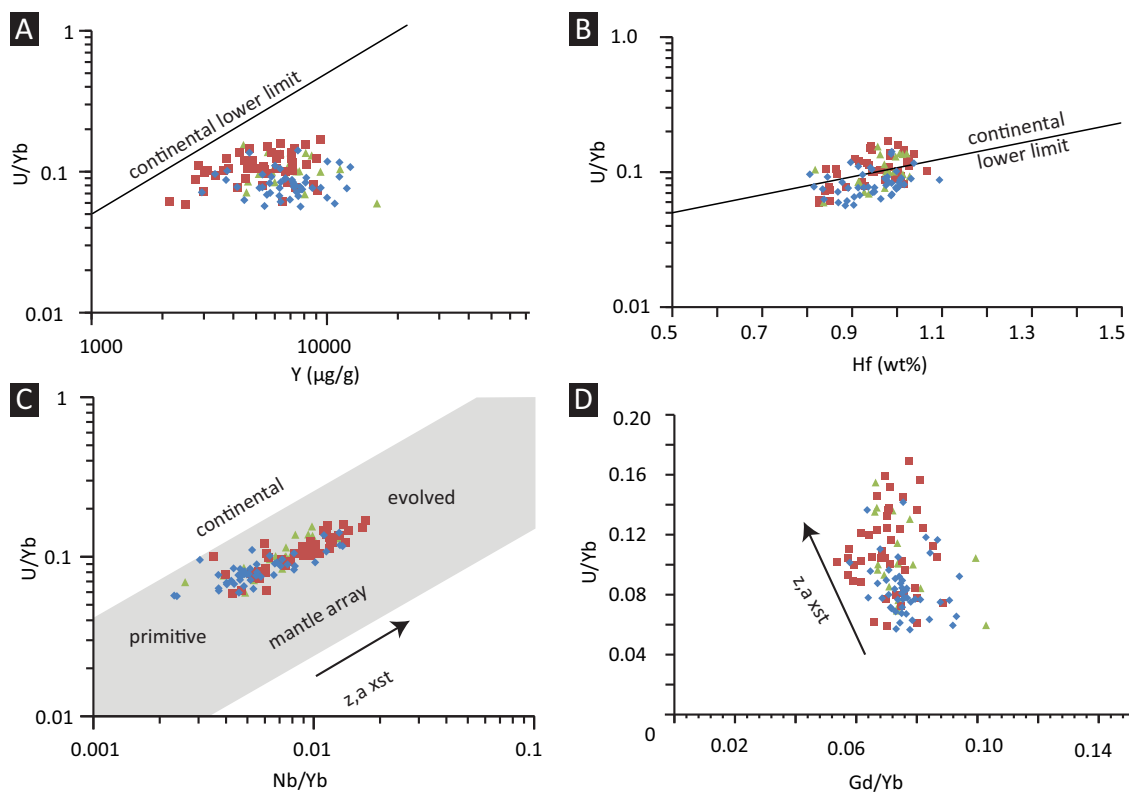 A
U/Yb
1
0.1
0.01
continental lower limit
1000
10000
Y (µg/g)
B
U/Yb
1.0
0.1
0.01
continental
lower limit
0.5
0.7
0.9
1.1
1.3
1.5
Hf (wt%)
C
U/Yb
1
0.1
0.01
continental
evolved
primitive
mantle array
z,a xst
0.001
0.01
0.1
Nb/Yb
D
U/Yb
0.20
0.16
0.12
0.08
0.04
0
z,a xst
0.02
0.06
0.10
0.14
Gd/Yb